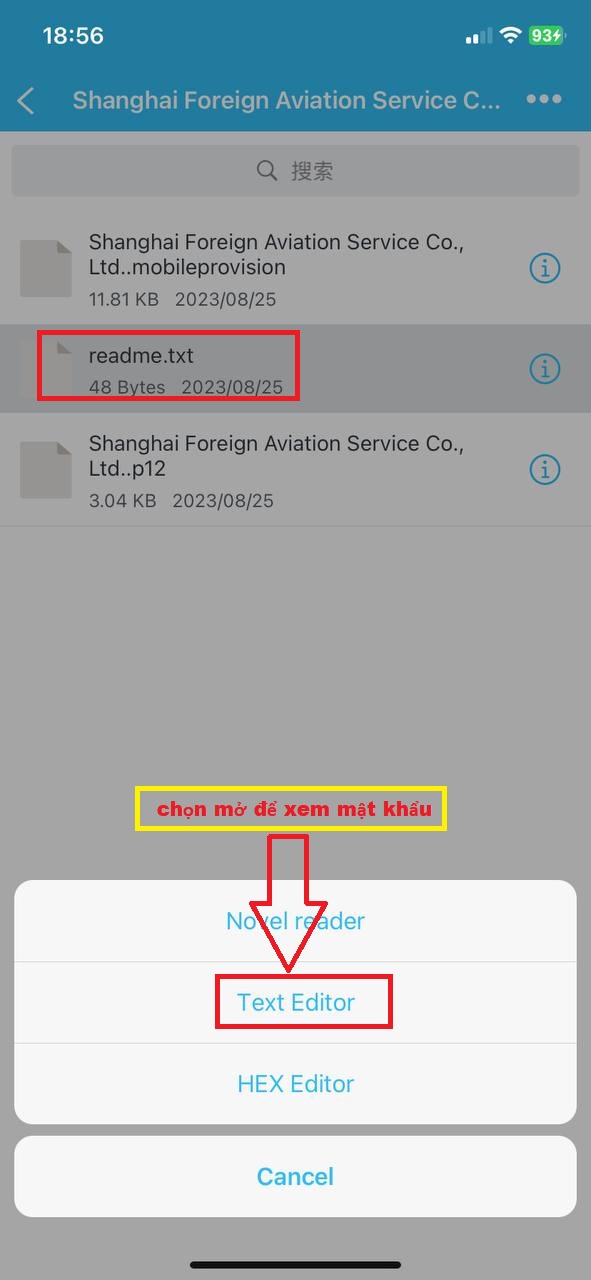 18:56
93
Shanghai Foreign Aviation Service C...
搜索
Shanghai Foreign Aviation Service Co.,
Ltd..mobileprovision
11.81 KB 2023/08/25
readme.txt
48 Bytes 2023/08/25
Shanghai Foreign Aviation Service Co.,
Ltd..p12
3.04 KB 2023/08/25
chọn mở để xem mật khẩu
Novel reader
Text Editor
HEX Editor
Cancel